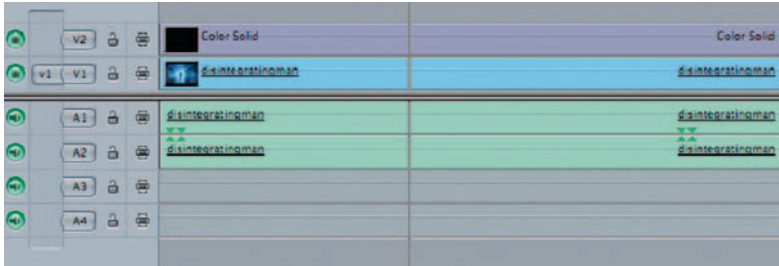 V2 Color Solid Color Solid
v1 V1 disintegratingman disintegratingman
A1 disintegratingman disintegratingman
A2 disintegratingman disintegratingman
A3
A4